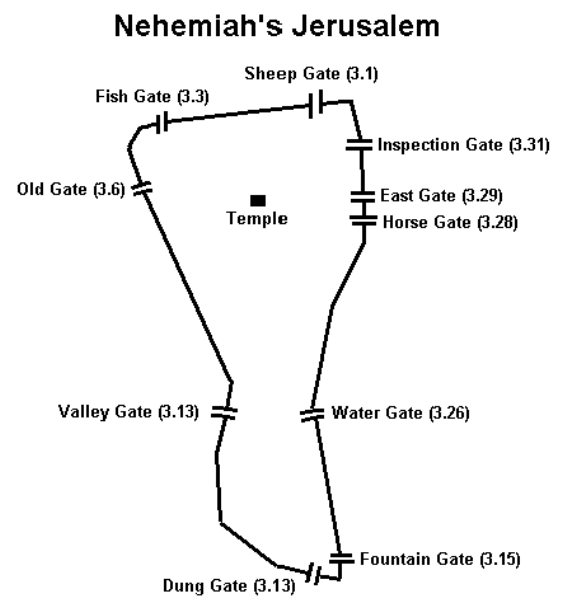 Nehemiah's Jerusalem
Sheep Gate (3.1)
Fish Gate (3.3)
Inspection Gate (3.31)
Old Gate (3.6)
East Gate (3.29)
Temple
Horse Gate (3.28)
Valley Gate (3.13)
Water Gate (3.26)
Fountain Gate (3.15)
Dung Gate (3.13)